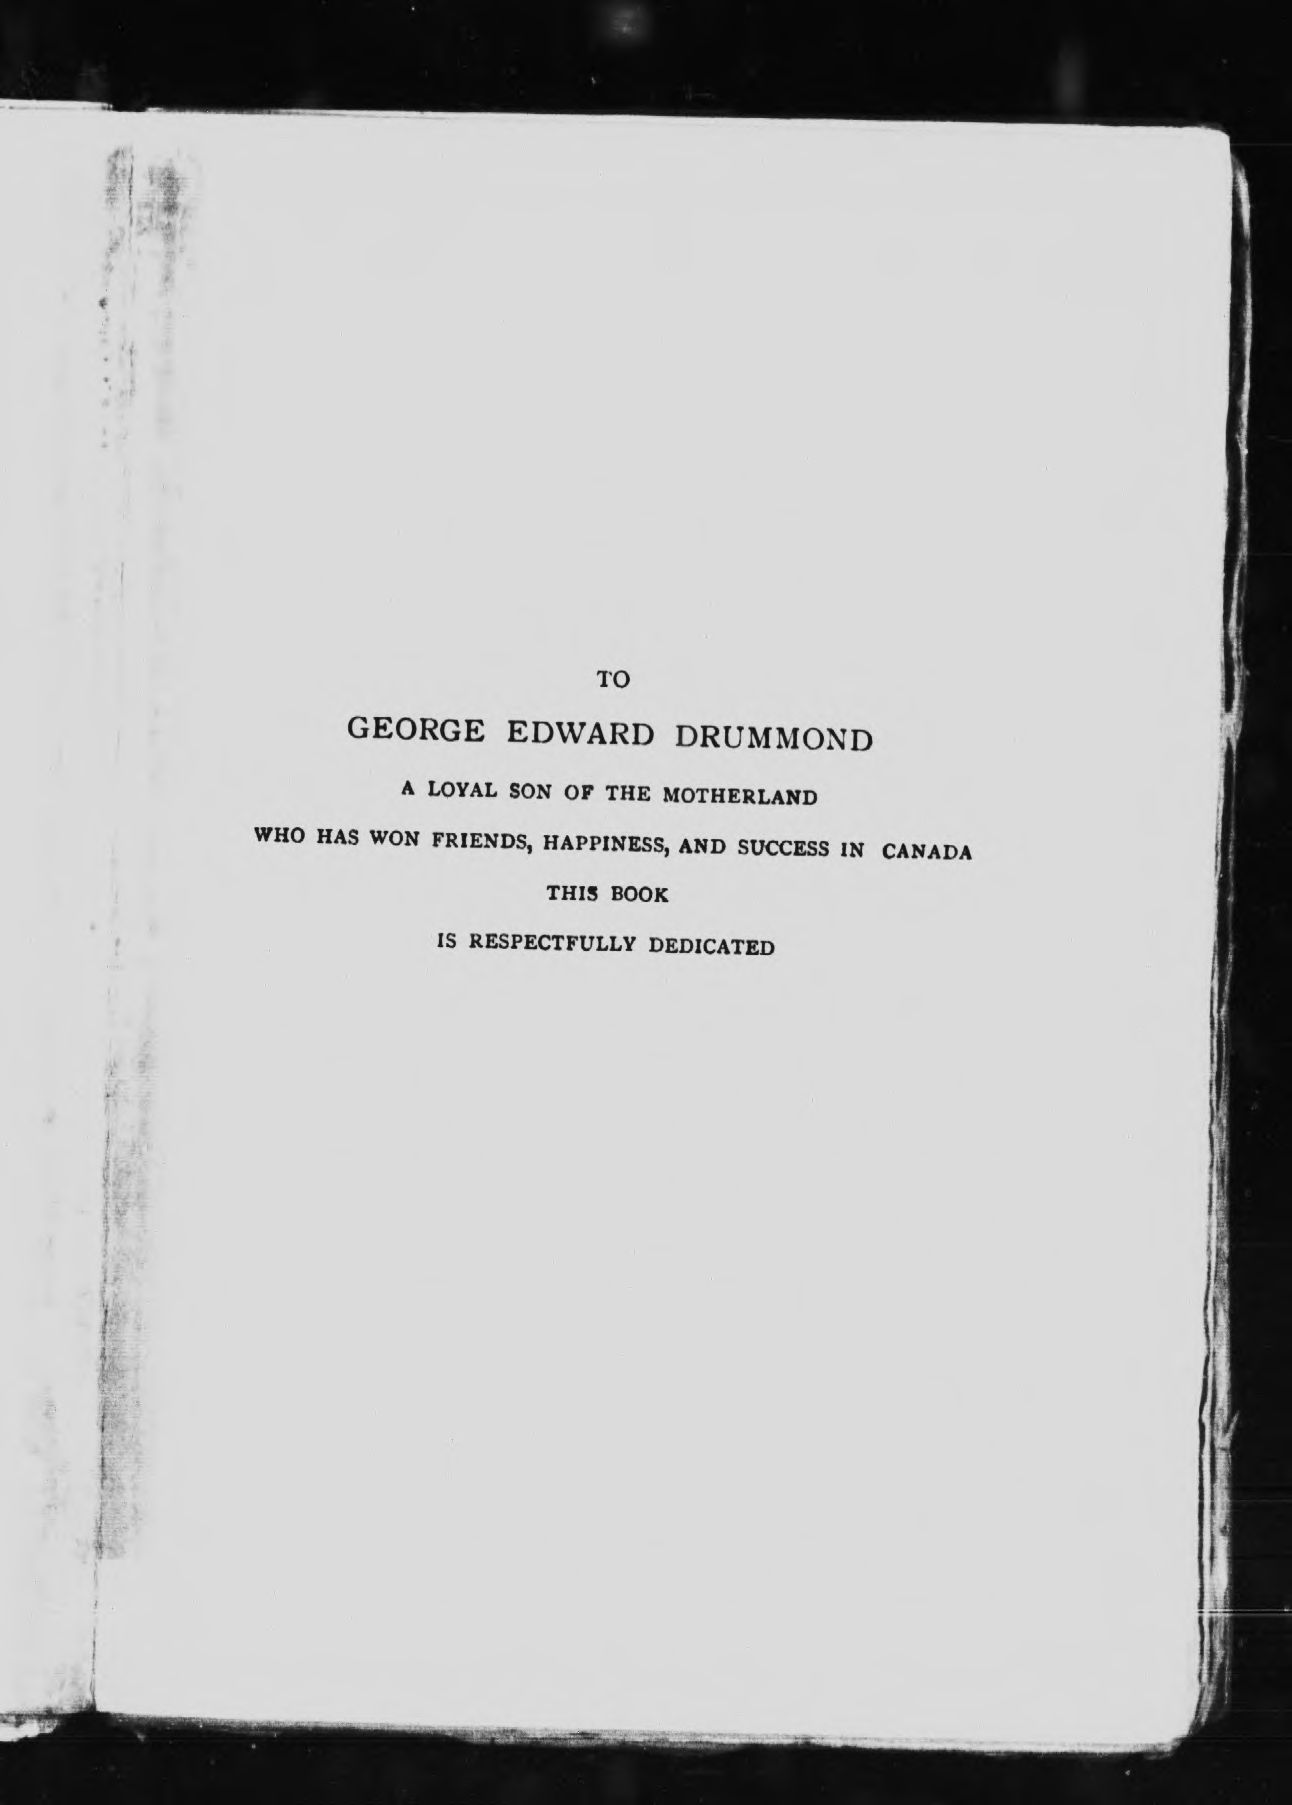 TO
GEORGE EDWARD DRUMMOND
A LOYAL SON OF THE MOTHERLAND
WHO HAS WON FRIENDS, HAPPINESS, AND SUCCESS IN CANADA
THIS BOOK
IS RESPECTFULLY DEDICATED